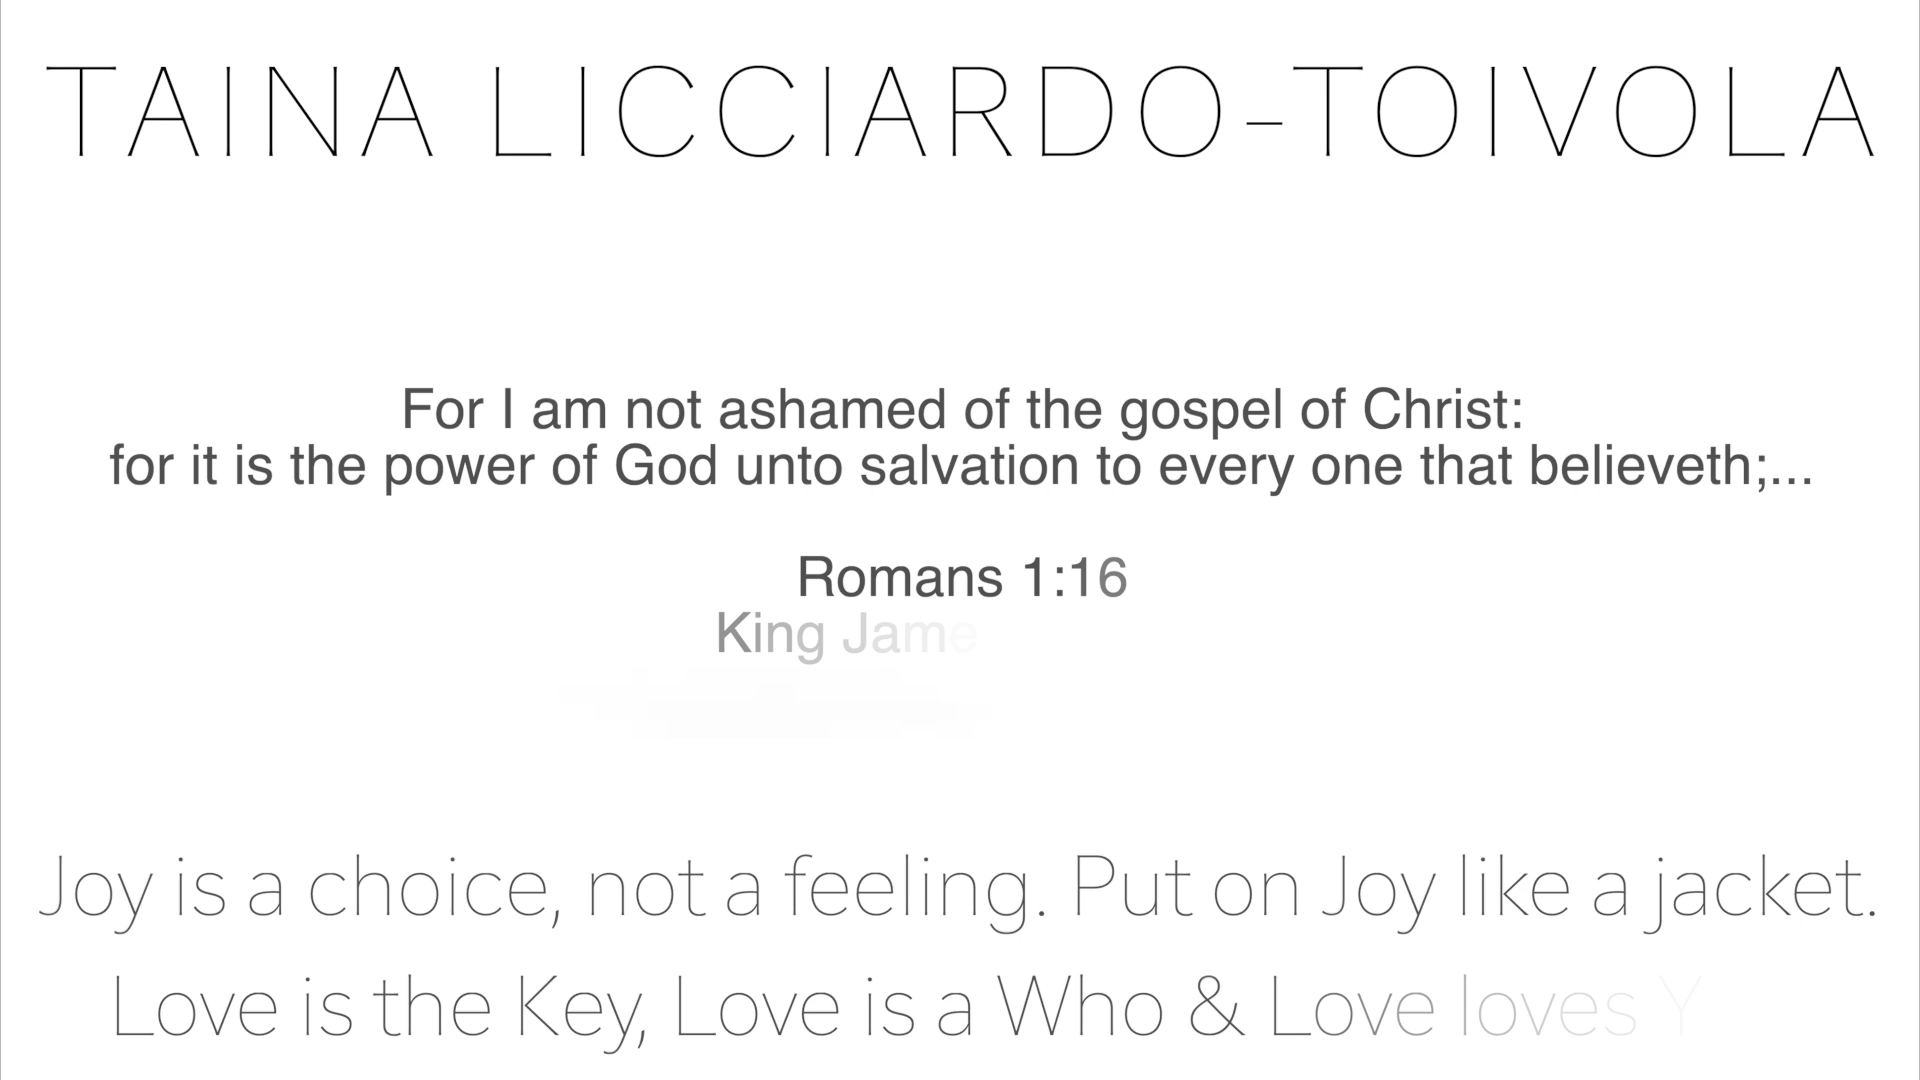 TAINA LICCIARDO-TOIVOLA
For I am not ashamed of the gospel of Christ:
for it is the power of God unto salvation to every one that believeth;...
Romans 1:16
King Jame
Joy is a choice, not a feeling. Put on Joy like a jacket.
Love is the Key, Love is a Who & Love loves Y